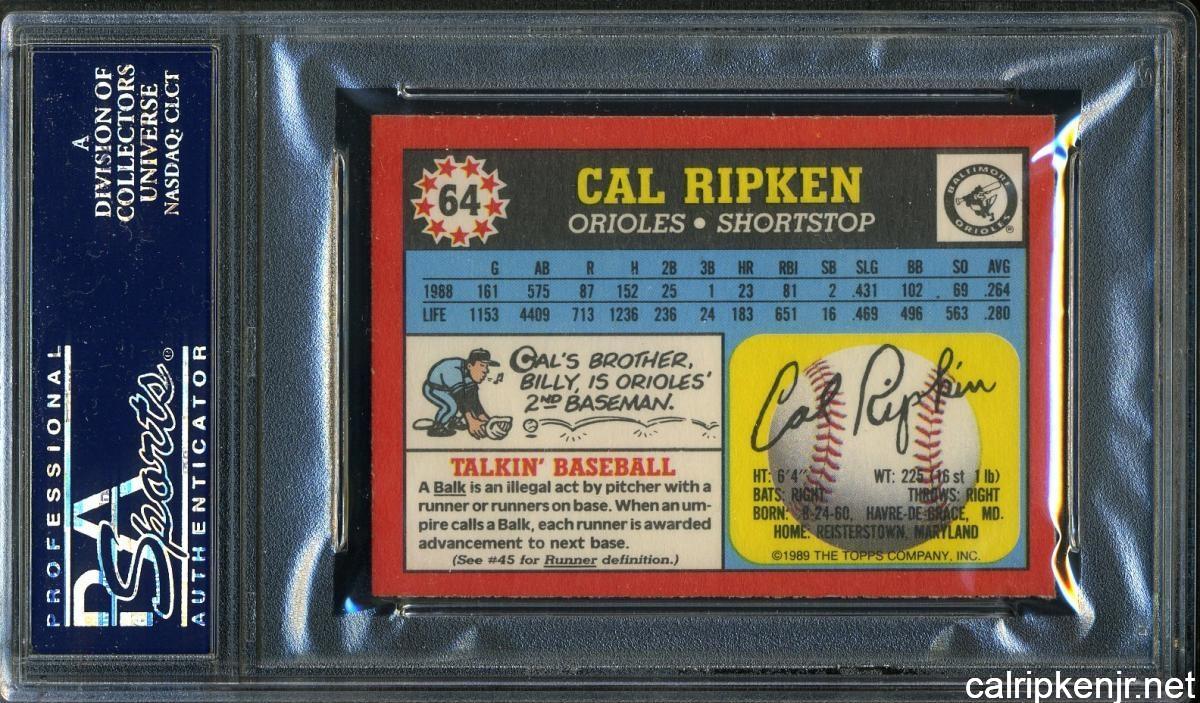 A
DIVISION OF
COLLECTORS
UNIVERSE
NASDAQ: CLCT
PROFESSIONAL
PSA
Sports
AUTHENTICATOR
64
CAL RIPKEN
ORIOLES • SHORTSTOP
BALTIMORE
ORIOLES
G AB R H 2B 3B HR RBI SB SLG BB SO AVG
1988 161 575 87 152 25 1 23 81 2 .431 102 69 .264
LIFE 1153 4409 713 1236 236 24 183 651 16 .469 496 563 .280
CAL'S BROTHER,
BILLY, IS ORIOLES'
2ND BASEMAN.
TALKIN' BASEBALL
A Balk is an illegal act by pitcher with a
runner or runners on base. When an um-
pire calls a Balk, each runner is awarded
advancement to next base.
(See #45 for Runner definition.)
Cal Ripkin
HT: 6'4" WT: 225 (16 st 1 lb)
BATS: RIGHT THROWS: RIGHT
BORN: 8-24-60, HAVRE-DE-GRACE, MD.
HOME: REISTERSTOWN, MARYLAND
©1989 THE TOPPS COMPANY, INC.
calripkenjr.net